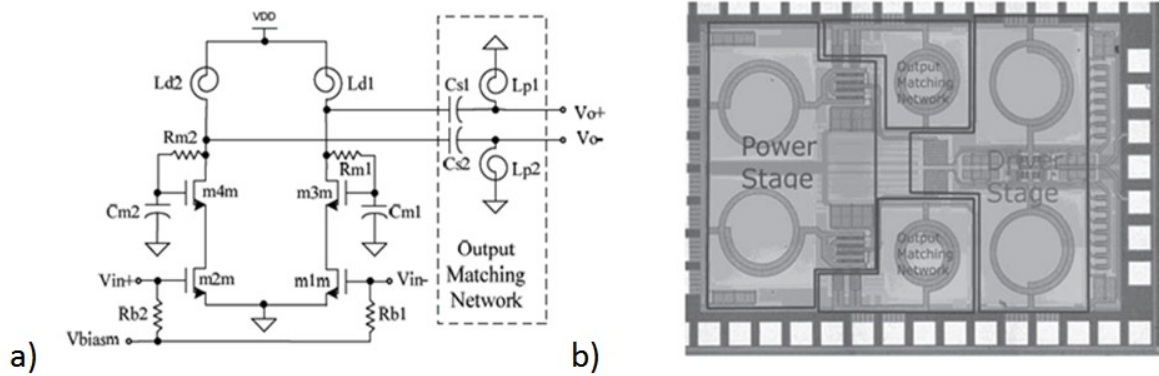 VDD
Ld2
Ld1
Cs1
Lp1
Vo+
Rm2
Cs2
Vo-
Rm1
Lp2
m4m
m3m
Cm2
Cm1
Output
Matching
Network
Vin+
m2m
m1m
Vin-
Rb2
Rb1
Vbiasm
a)
Output
Matching
Network
Power
Stage
Driver
Stage
Output
Matching
Network
b)